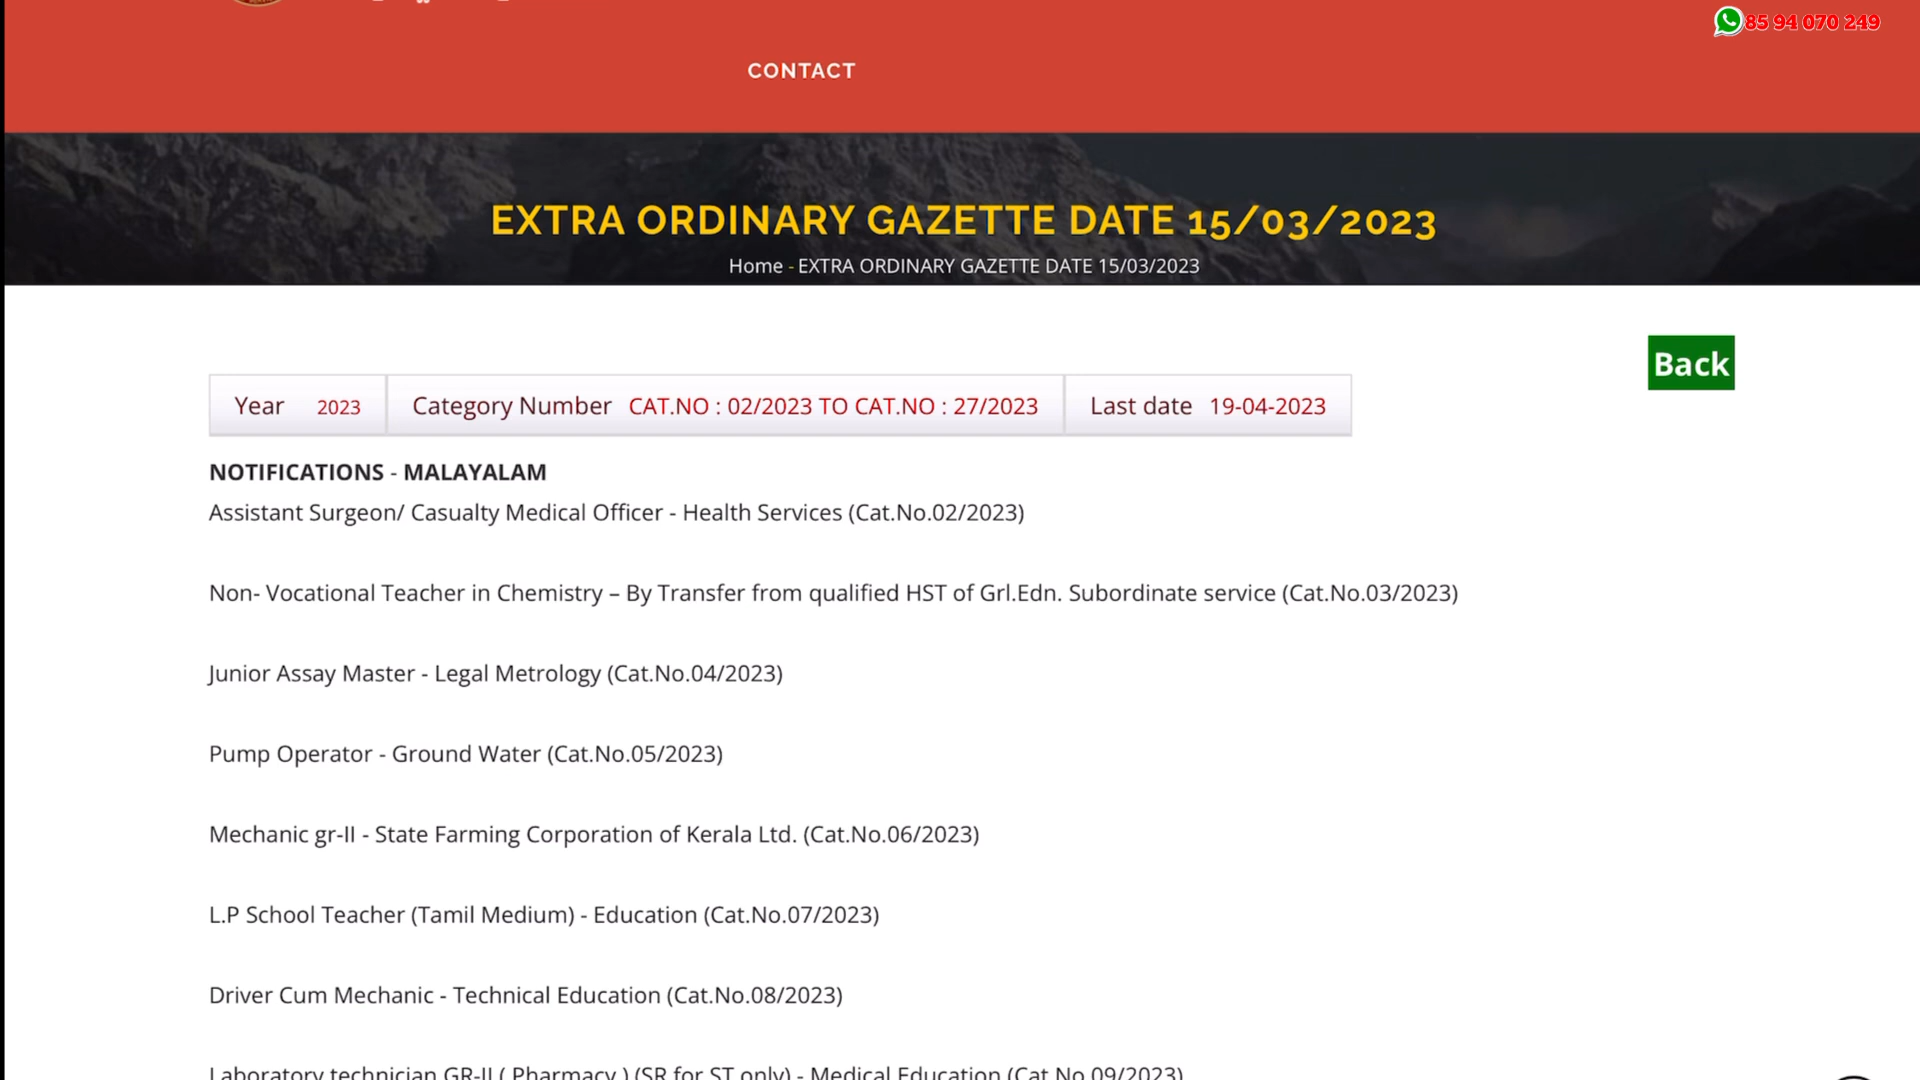 85 94 070 249
CONTACT
EXTRA ORDINARY GAZETTE DATE 15/03/2023
Home - EXTRA ORDINARY GAZETTE DATE 15/03/2023
Back
Year 2023 Category Number CAT.NO : 02/2023 TO CAT.NO : 27/2023 Last date 19-04-2023
NOTIFICATIONS - MALAYALAM
Assistant Surgeon/ Casualty Medical Officer - Health Services (Cat.No.02/2023)
Non- Vocational Teacher in Chemistry – By Transfer from qualified HST of Grl.Edn. Subordinate service (Cat.No.03/2023)
Junior Assay Master - Legal Metrology (Cat.No.04/2023)
Pump Operator - Ground Water (Cat.No.05/2023)
Mechanic gr-II - State Farming Corporation of Kerala Ltd. (Cat.No.06/2023)
L.P School Teacher (Tamil Medium) - Education (Cat.No.07/2023)
Driver Cum Mechanic - Technical Education (Cat.No.08/2023)
Laboratory technician GR-II ( Pharmacy ) (SR for ST only) - Medical Education (Cat.No.09/2023)